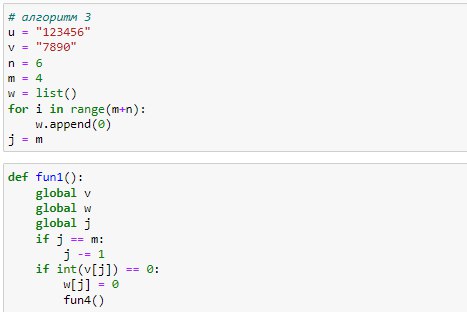 # алгоритм 3
u = "123456"
v = "7890"
n = 6
m = 4
w = list()
for i in range(m+n):
    w.append(0)
j = m
def fun1():
    global v
    global w
    global j
    if j == m:
        j -= 1
    if int(v[j]) == 0:
        w[j] = 0
        fun4()